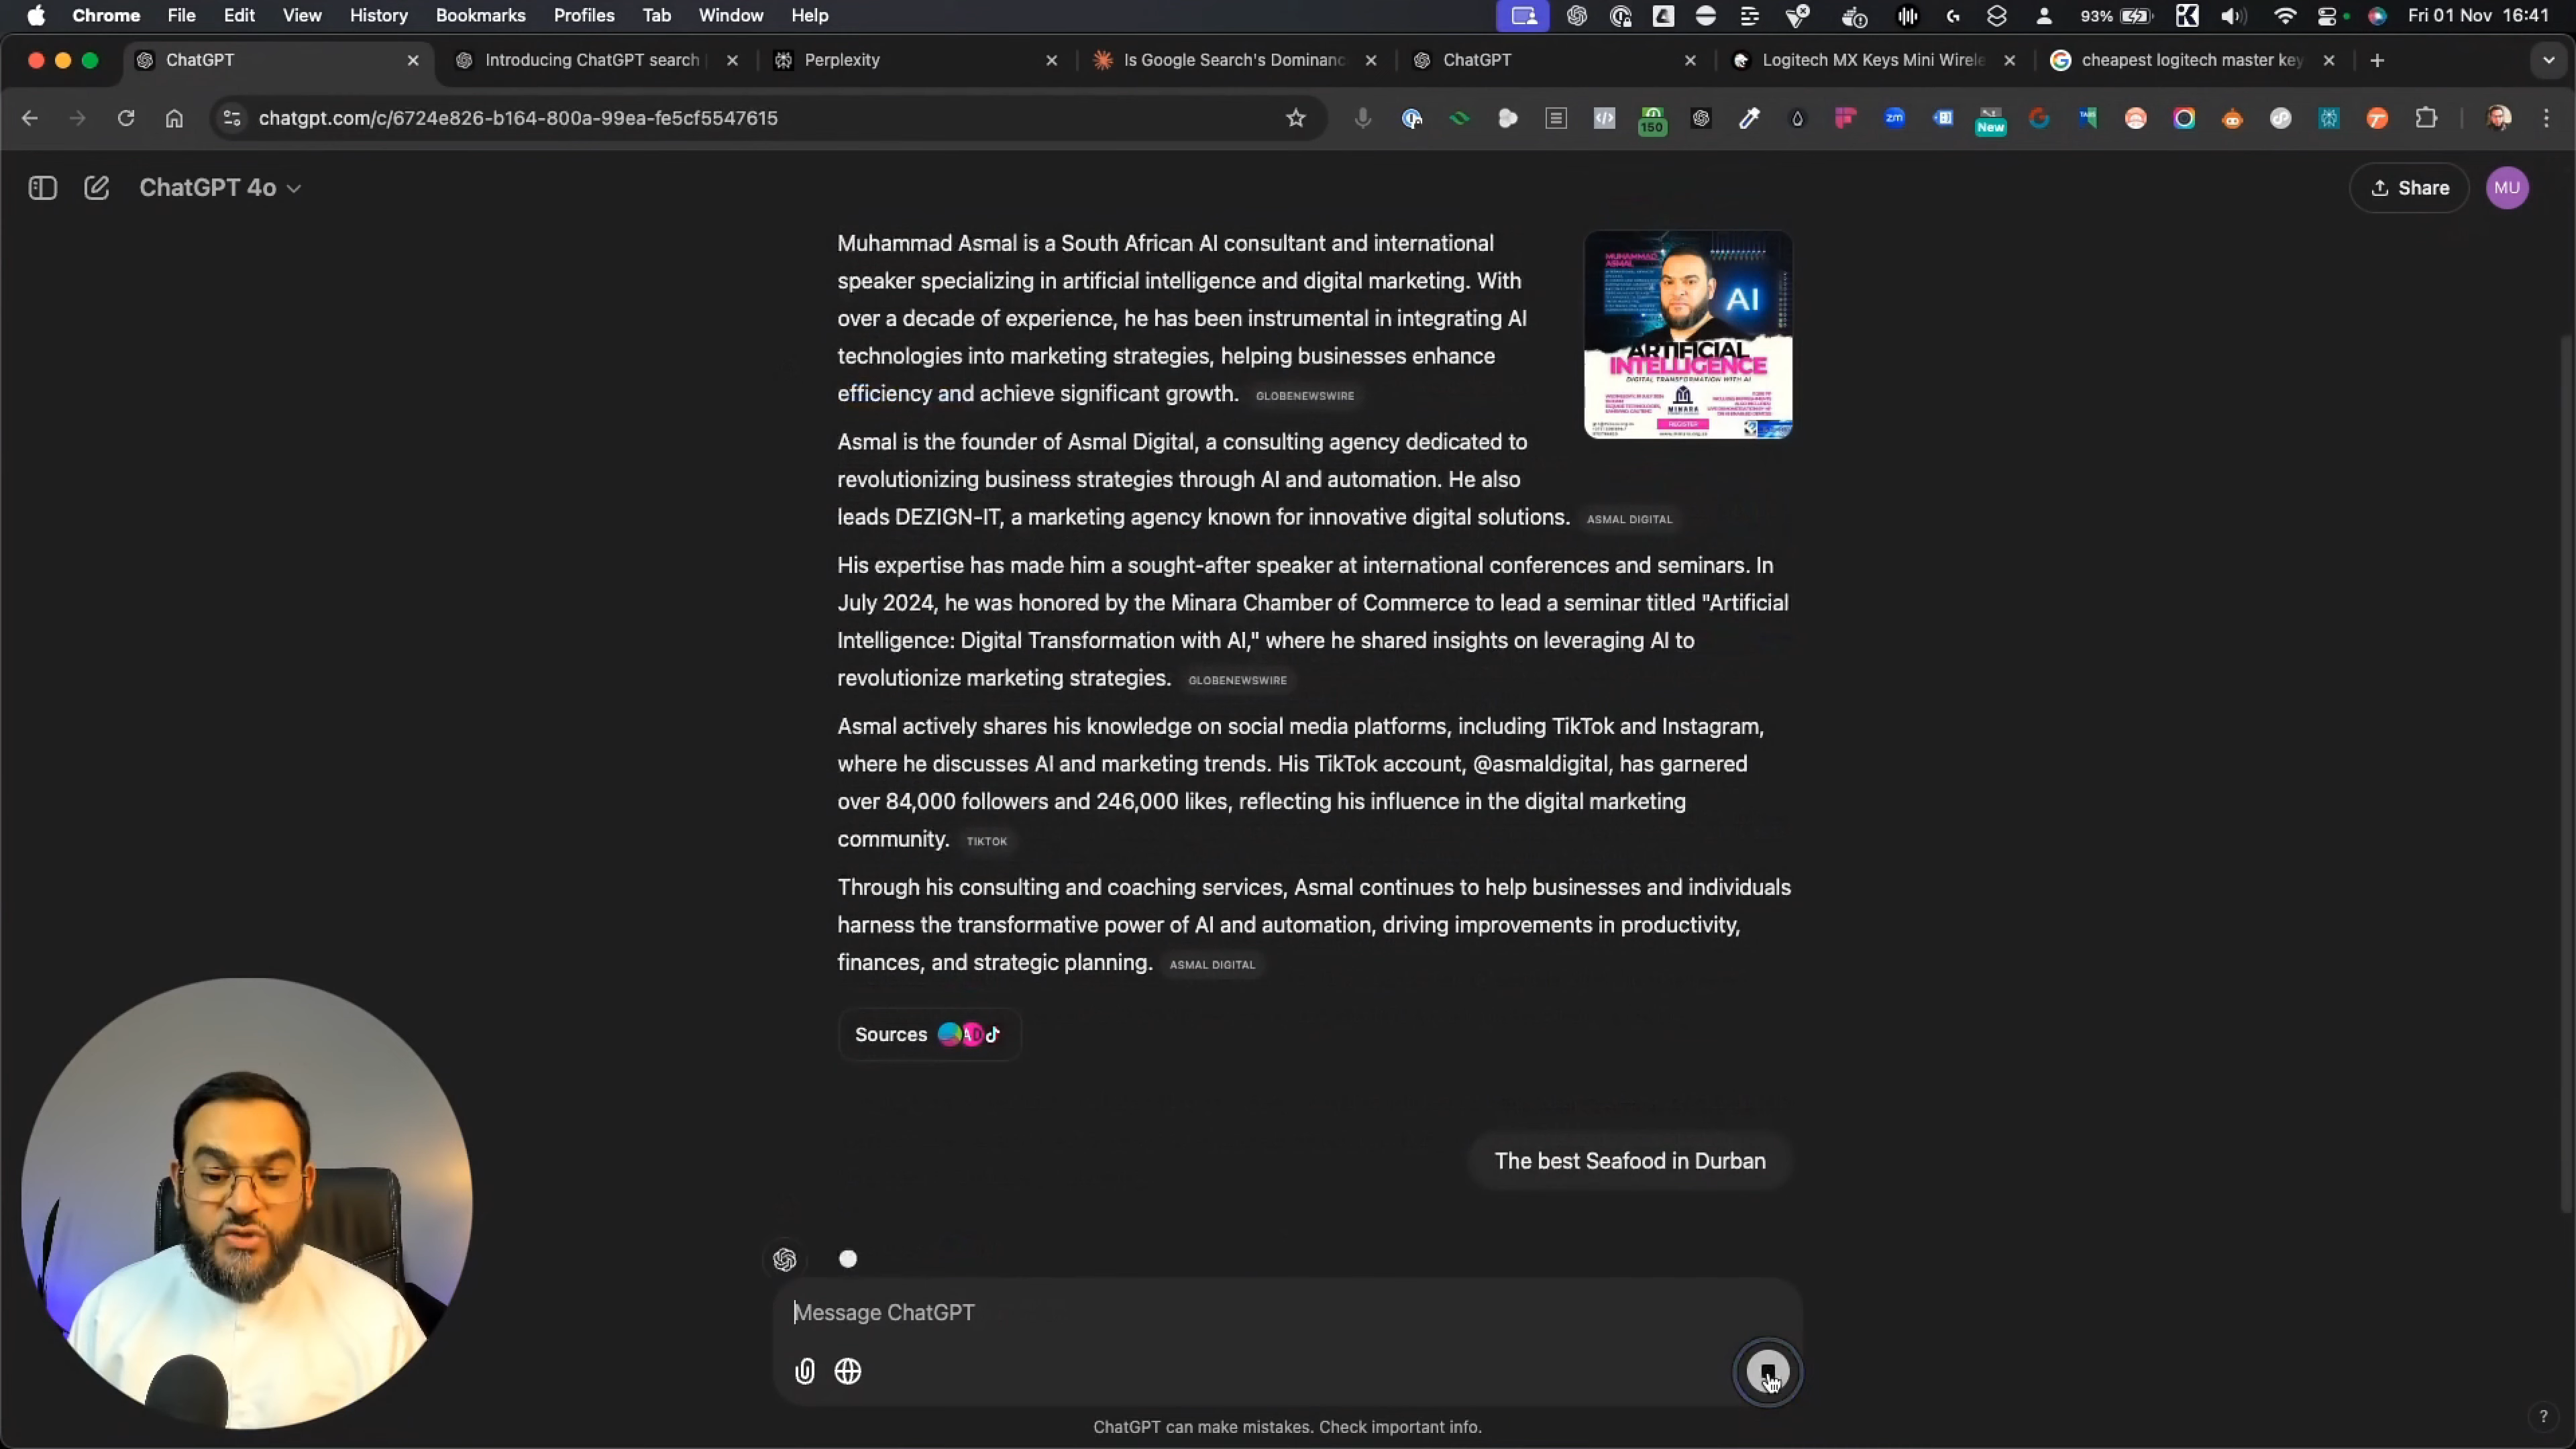 Chrome File Edit View History Bookmarks Profiles Tab Window Help 93% Fri 01 Nov 16:41
ChatGPT Introducing ChatGPT search Perplexity Is Google Search's Dominanc ChatGPT Logitech MX Keys Mini Wirele cheapest logitech master key
chatgpt.com/c/6724e826-b164-800a-99ea-fe5cf5547615 150 zm New TABS
ChatGPT 4o Share MU
Muhammad Asmal is a South African AI consultant and international
speaker specializing in artificial intelligence and digital marketing. With
over a decade of experience, he has been instrumental in integrating AI
technologies into marketing strategies, helping businesses enhance
efficiency and achieve significant growth. GLOBENEWSWIRE
MUHAMMAD
ASMAL
AI
ARTIFICIAL
INTELLIGENCE
DIGITAL TRANSFORMATION WITH AI
MINARA
REGISTER
Asmal is the founder of Asmal Digital, a consulting agency dedicated to
revolutionizing business strategies through AI and automation. He also
leads DEZIGN-IT, a marketing agency known for innovative digital solutions. ASMAL DIGITAL
His expertise has made him a sought-after speaker at international conferences and seminars. In
July 2024, he was honored by the Minara Chamber of Commerce to lead a seminar titled "Artificial
Intelligence: Digital Transformation with AI," where he shared insights on leveraging AI to
revolutionize marketing strategies. GLOBENEWSWIRE
Asmal actively shares his knowledge on social media platforms, including TikTok and Instagram,
where he discusses AI and marketing trends. His TikTok account, @asmaldigital, has garnered
over 84,000 followers and 246,000 likes, reflecting his influence in the digital marketing
community. TIKTOK
Through his consulting and coaching services, Asmal continues to help businesses and individuals
harness the transformative power of AI and automation, driving improvements in productivity,
finances, and strategic planning. ASMAL DIGITAL
Sources
The best Seafood in Durban
Message ChatGPT
ChatGPT can make mistakes. Check important info.
?